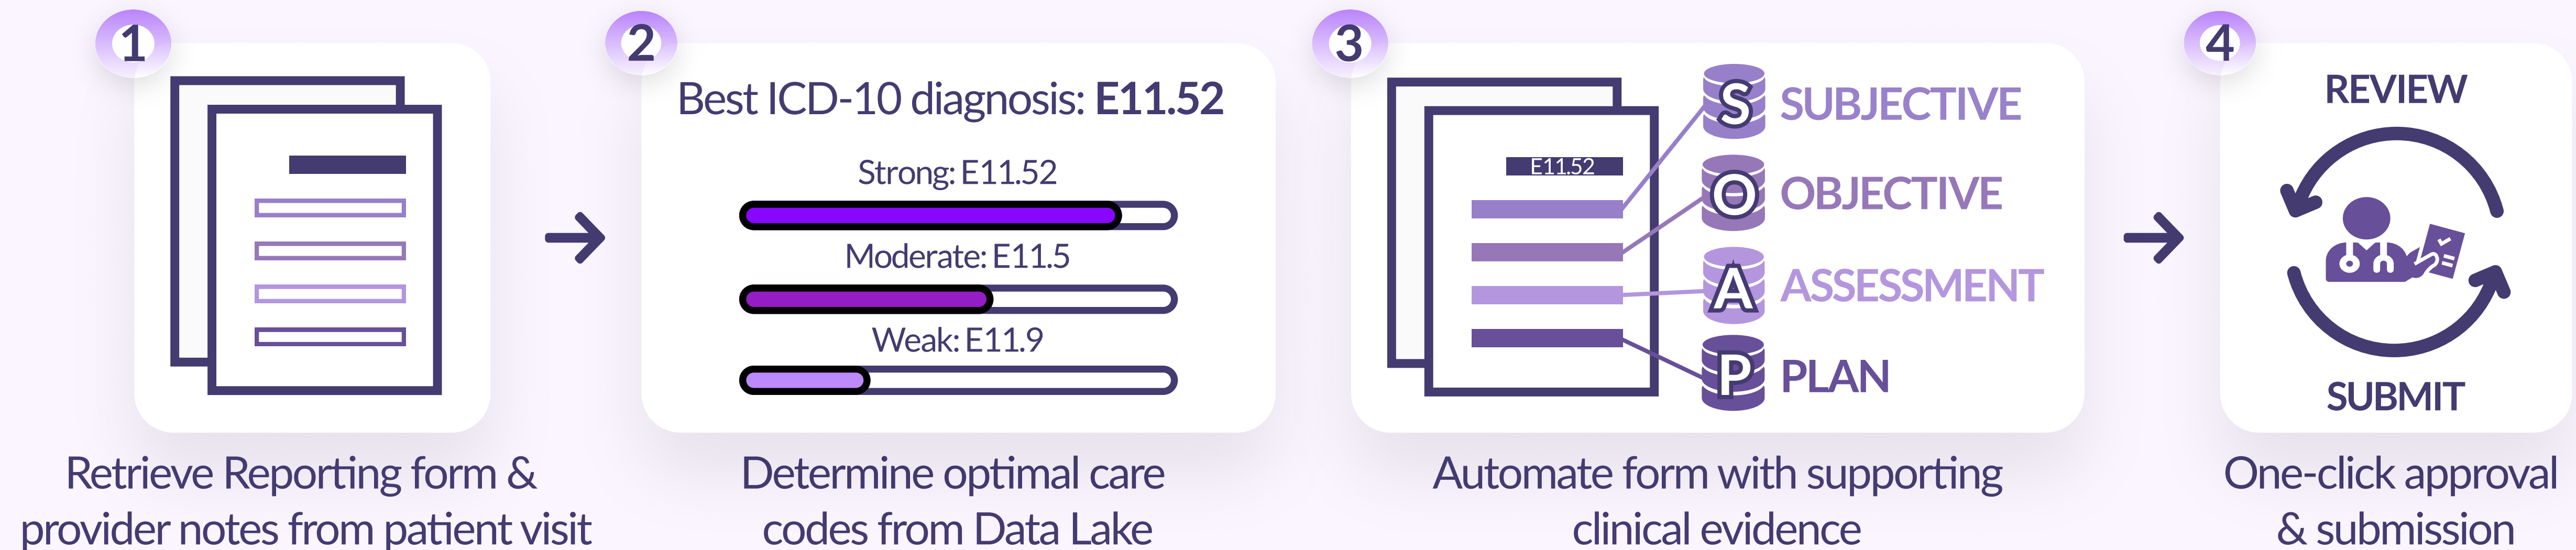 1
Retrieve Reporting form &
provider notes from patient visit
2
Best ICD-10 diagnosis: E11.52
Strong: E11.52
Moderate: E11.5
Weak: E11.9
Determine optimal care
codes from Data Lake
3
E11.52
S SUBJECTIVE
O OBJECTIVE
A ASSESSMENT
P PLAN
Automate form with supporting
clinical evidence
4
REVIEW
SUBMIT
One-click approval
& submission